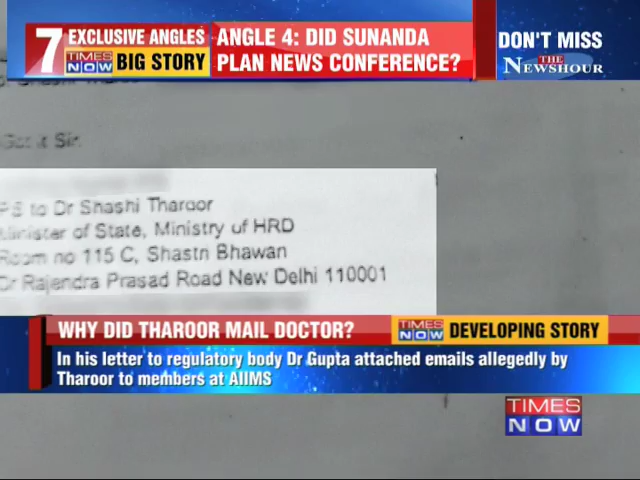 7 EXCLUSIVE ANGLES
TIMES NOW BIG STORY
ANGLE 4: DID SUNANDA
PLAN NEWS CONFERENCE?
DON'T MISS
THE NEWSHOUR
Sir
PS to Dr Shashi Tharoor
Minister of State, Ministry of HRD
Room no 115 C, Shastri Bhawan
Dr Rajendra Prasad Road New Delhi 110001
WHY DID THAROOR MAIL DOCTOR?
TIMES NOW DEVELOPING STORY
In his letter to regulatory body Dr Gupta attached emails allegedly by
Tharoor to members at AIIMS
TIMES
NOW